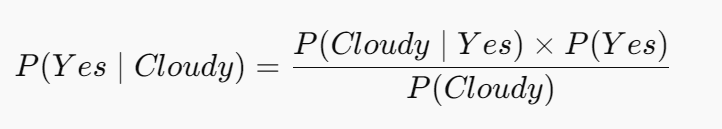 P(Yes | Cloudy) = P(Cloudy | Yes) × P(Yes) / P(Cloudy)